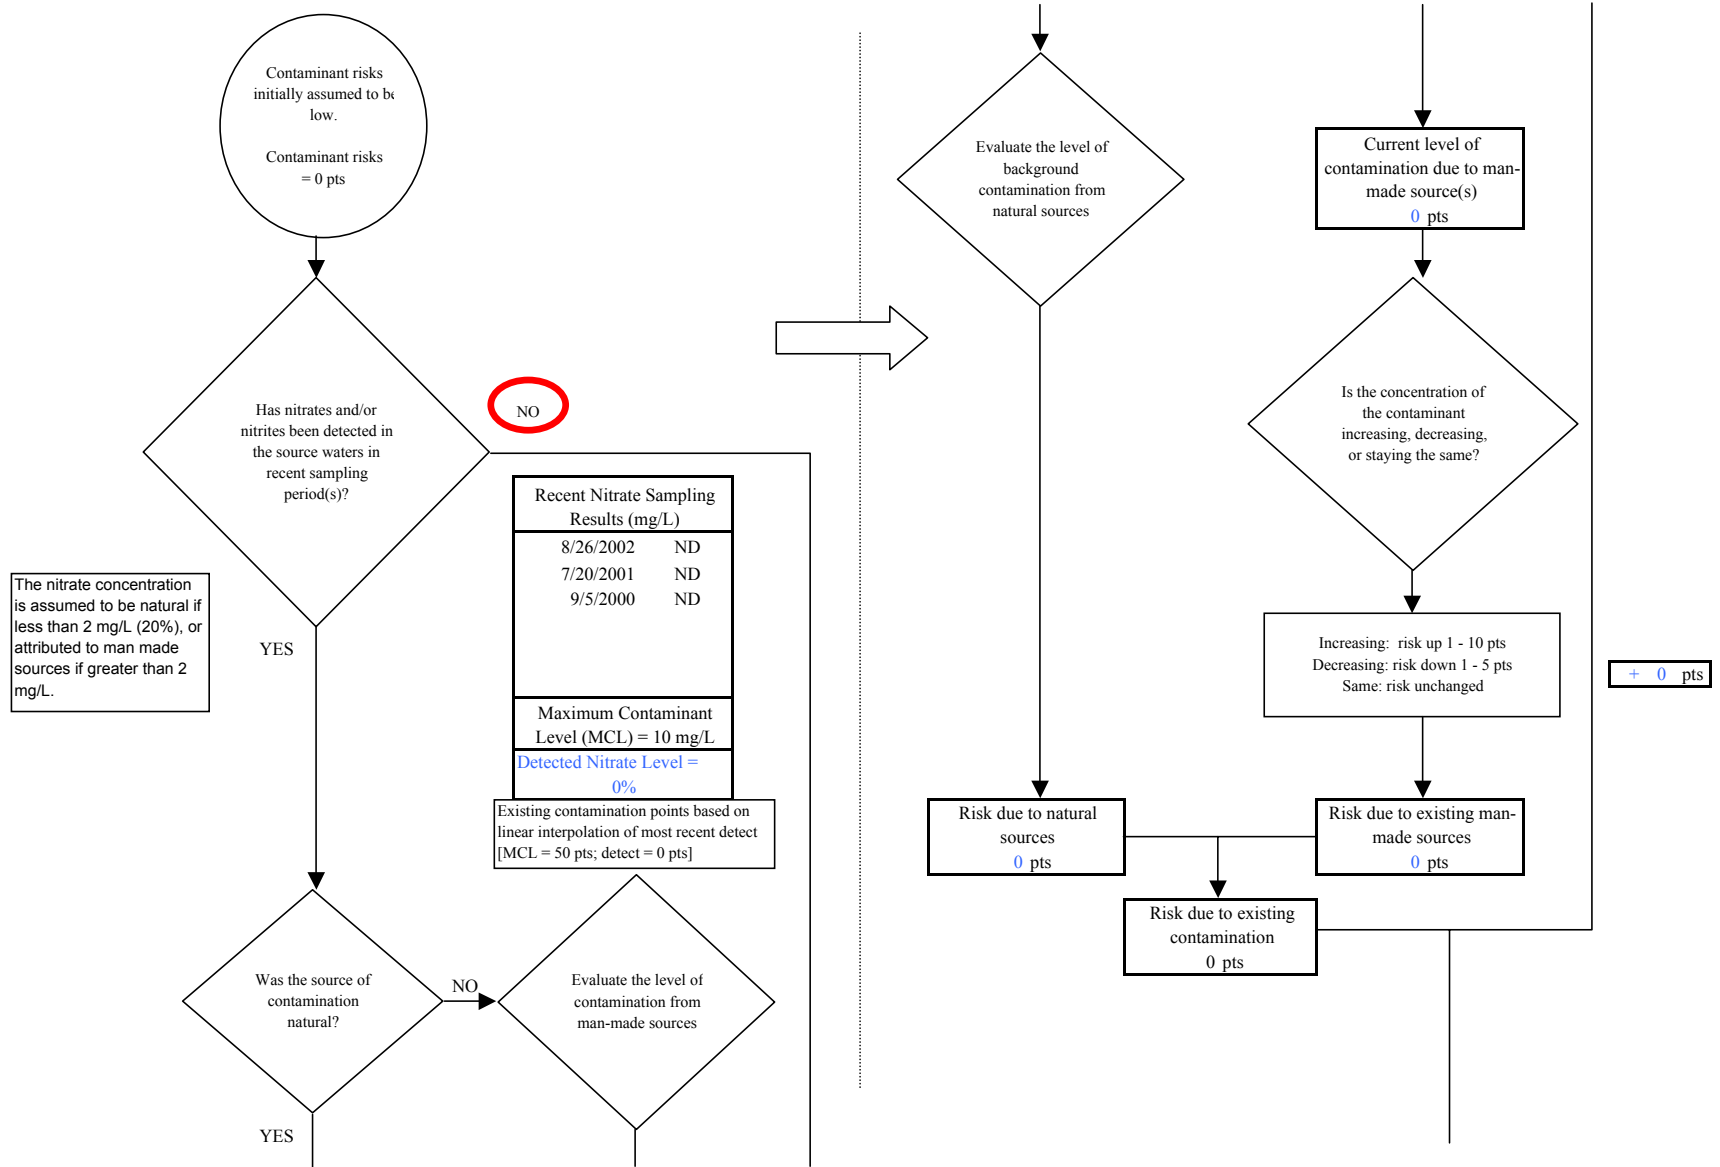 Contaminant risks
initially assumed to be
low.
Contaminant risks
= 0 pts
Has nitrates and/or
nitrites been detected in
the source waters in
recent sampling
period(s)?
NO
Recent Nitrate Sampling
Results (mg/L)
8/26/2002 ND
7/20/2001 ND
9/5/2000 ND
Maximum Contaminant
Level (MCL) = 10 mg/L
Detected Nitrate Level =
0%
Existing contamination points based on
linear interpolation of most recent detect
[MCL = 50 pts; detect = 0 pts]
The nitrate concentration
is assumed to be natural if
less than 2 mg/L (20%), or
attributed to man made
sources if greater than 2
mg/L.
YES
Was the source of
contamination
natural?
NO
Evaluate the level of
contamination from
man-made sources
YES
Evaluate the level of
background
contamination from
natural sources
Current level of
contamination due to man-
made source(s)
0 pts
Is the concentration of
the contaminant
increasing, decreasing,
or staying the same?
Increasing: risk up 1 - 10 pts
Decreasing: risk down 1 - 5 pts
Same: risk unchanged
+ 0 pts
Risk due to natural
sources
0 pts
Risk due to existing man-
made sources
0 pts
Risk due to existing
contamination
0 pts